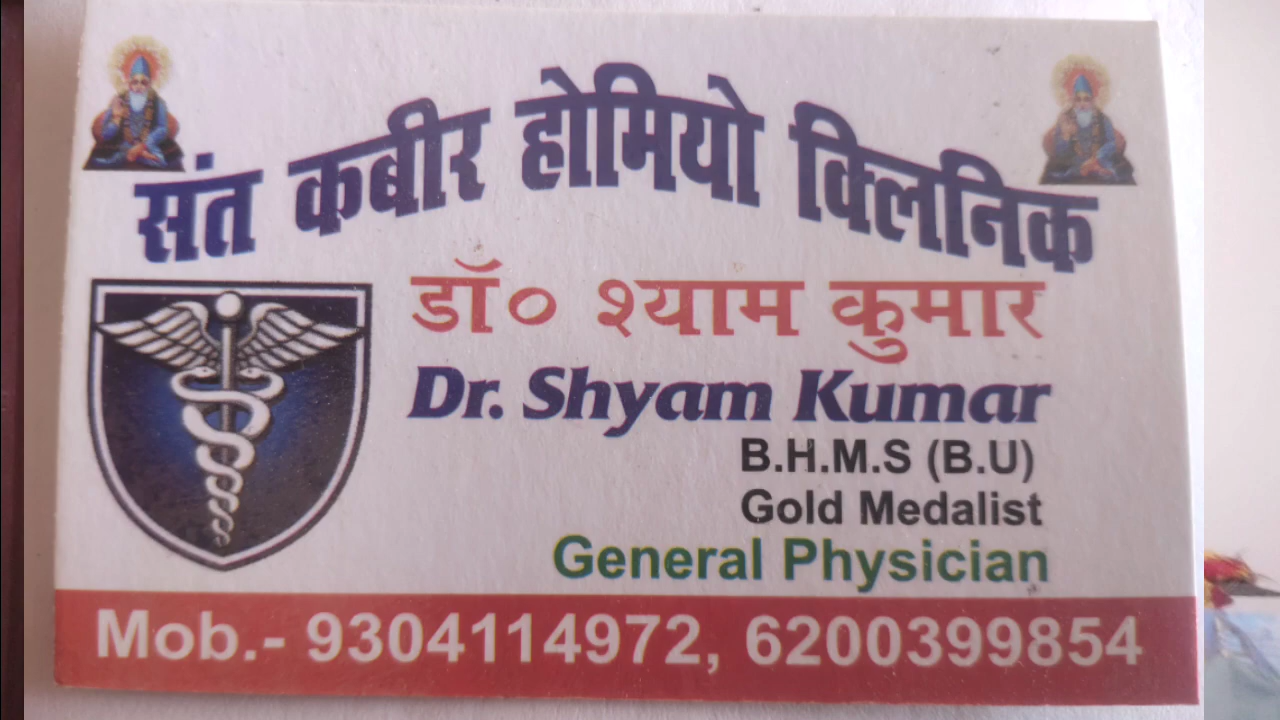 संत कबीर होमियो क्लिनिक
डॉ० श्याम कुमार
Dr. Shyam Kumar
B.H.M.S (B.U)
Gold Medalist
General Physician
Mob.- 9304114972, 6200399854